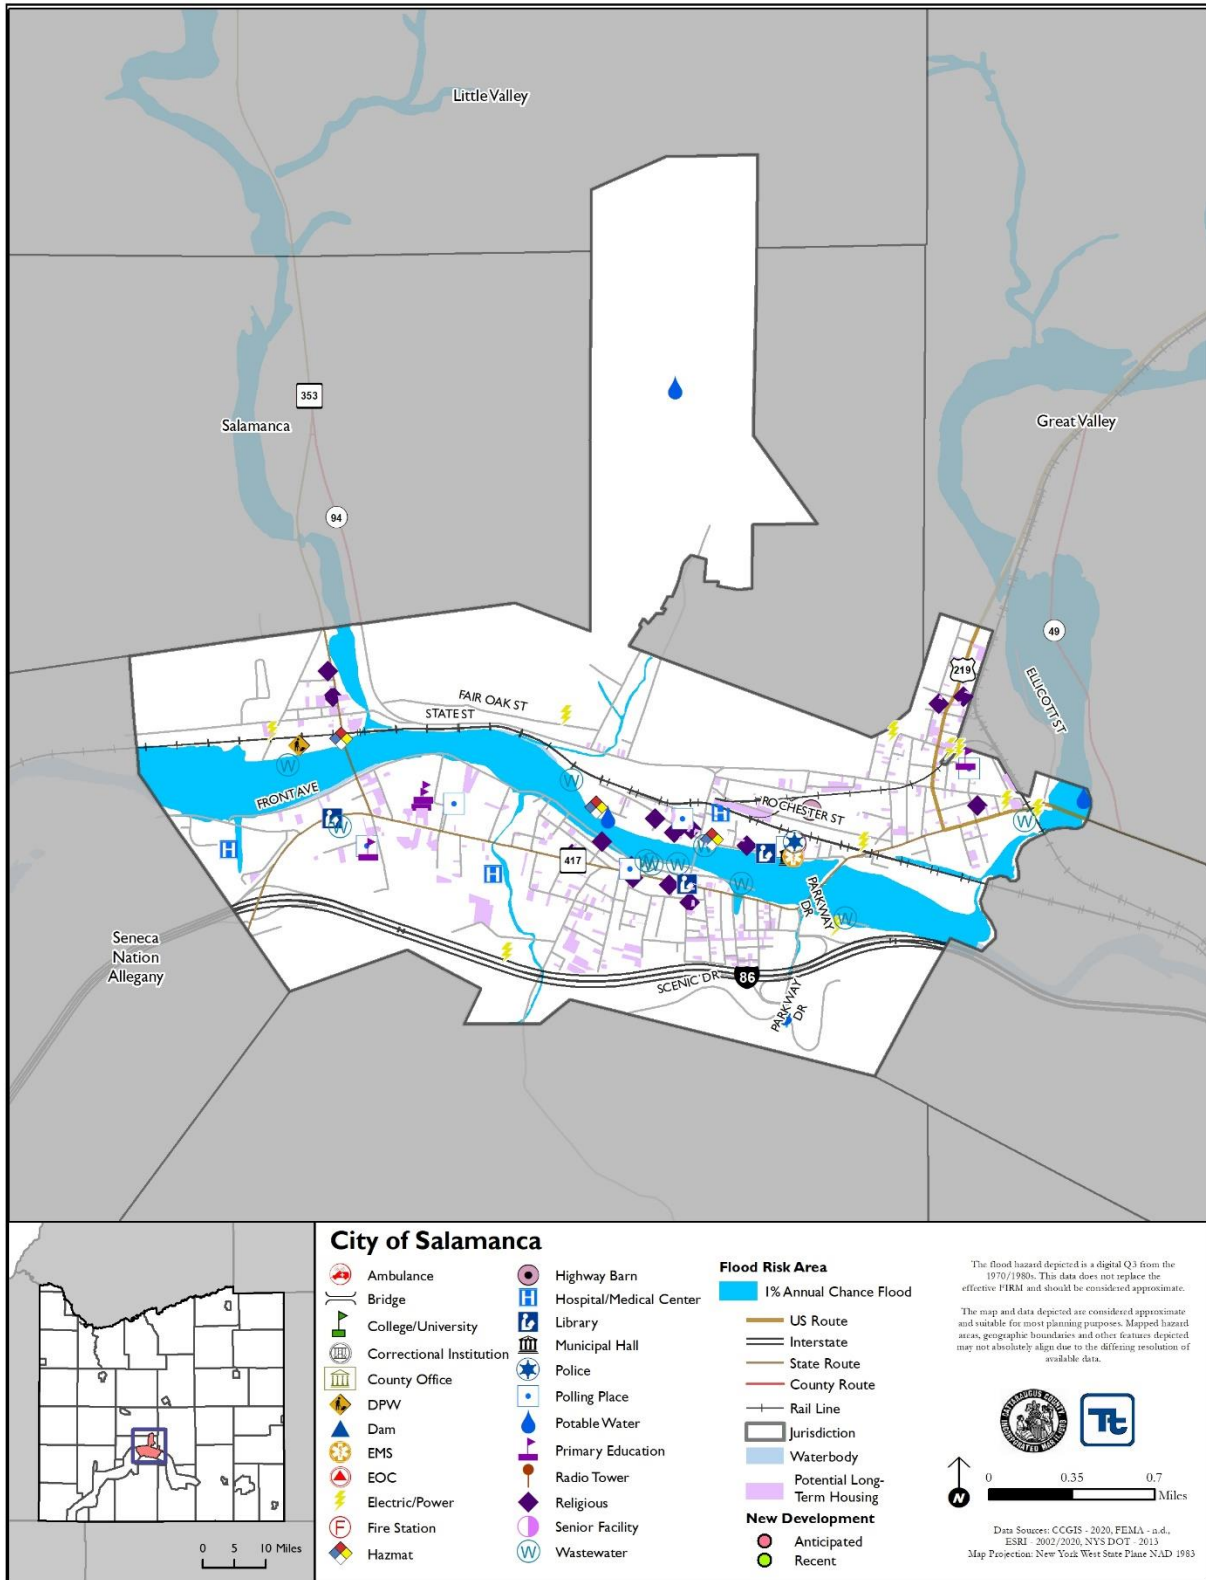 Little Valley
353
Salamanca
Great Valley
94
49
219
ELLICOTT ST
FAIR OAK ST
STATE ST
FRONT AVE
ROCHESTER ST
417
PARKWAY DR
Seneca
Nation
Allegany
SCENIC DR
86
PARKWAY DR
City of Salamanca
Ambulance
Bridge
College/University
Correctional Institution
County Office
DPW
Dam
EMS
EOC
Electric/Power
Fire Station
Hazmat
Highway Barn
Hospital/Medical Center
Library
Municipal Hall
Police
Polling Place
Potable Water
Primary Education
Radio Tower
Religious
Senior Facility
Wastewater
Flood Risk Area
1% Annual Chance Flood
US Route
Interstate
State Route
County Route
Rail Line
Jurisdiction
Waterbody
Potential Long-
Term Housing
New Development
Anticipated
Recent
The flood hazard depicted is a digital Q3 from the
1970/1980s. This data does not replace the
effective FIRM and should be considered approximate.
The map and data depicted are considered approximate
and suitable for most planning purposes. Mapped hazard
areas, geographic boundaries and other features depicted
may not absolutely align due to the differing resolution of
available data.
CATTARAUGUS COUNTY,
Tt
N
0 0.35 0.7
Miles
Data Sources: CCGIS - 2020, FEMA - n.d.,
ESRI - 2002/2020, NYS DOT - 2013
Map Projection: New York West State Plane NAD 1983
0 5 10 Miles